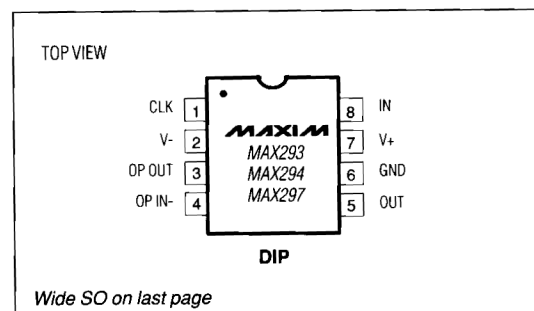 TOP VIEW
CLK 1
V- 2
OP OUT 3
OP IN- 4
MAXIM
MAX293
MAX294
MAX297
8 IN
7 V+
6 GND
5 OUT
DIP
Wide SO on last page